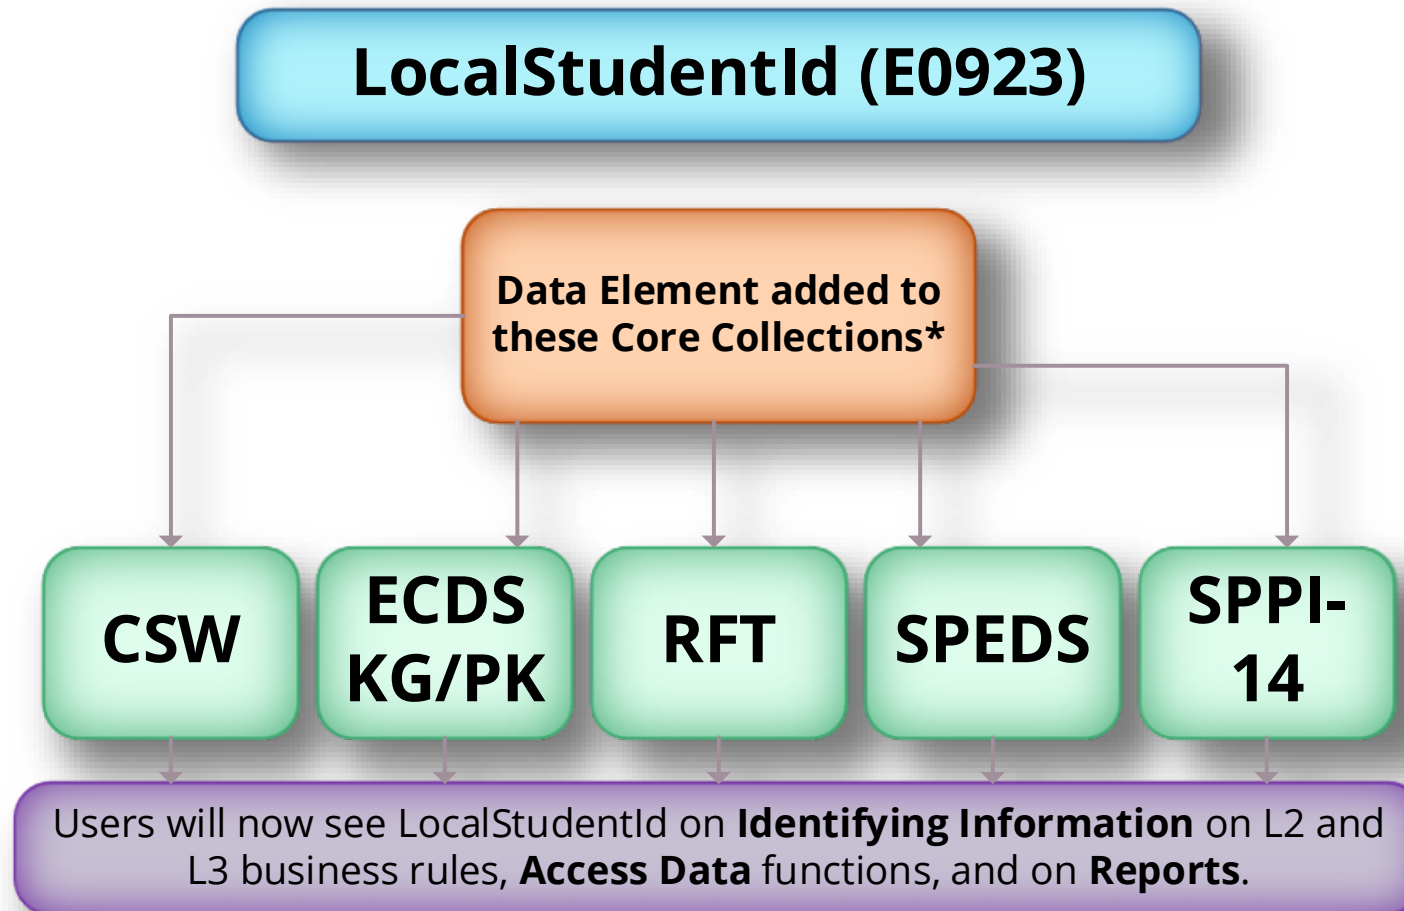 LocalStudentId (E0923)
Data Element added to
these Core Collections*
CSW
ECDS
KG/PK
RFT
SPEDS
SPPI-
14
Users will now see LocalStudentId on Identifying Information on L2 and
L3 business rules, Access Data functions, and on Reports.